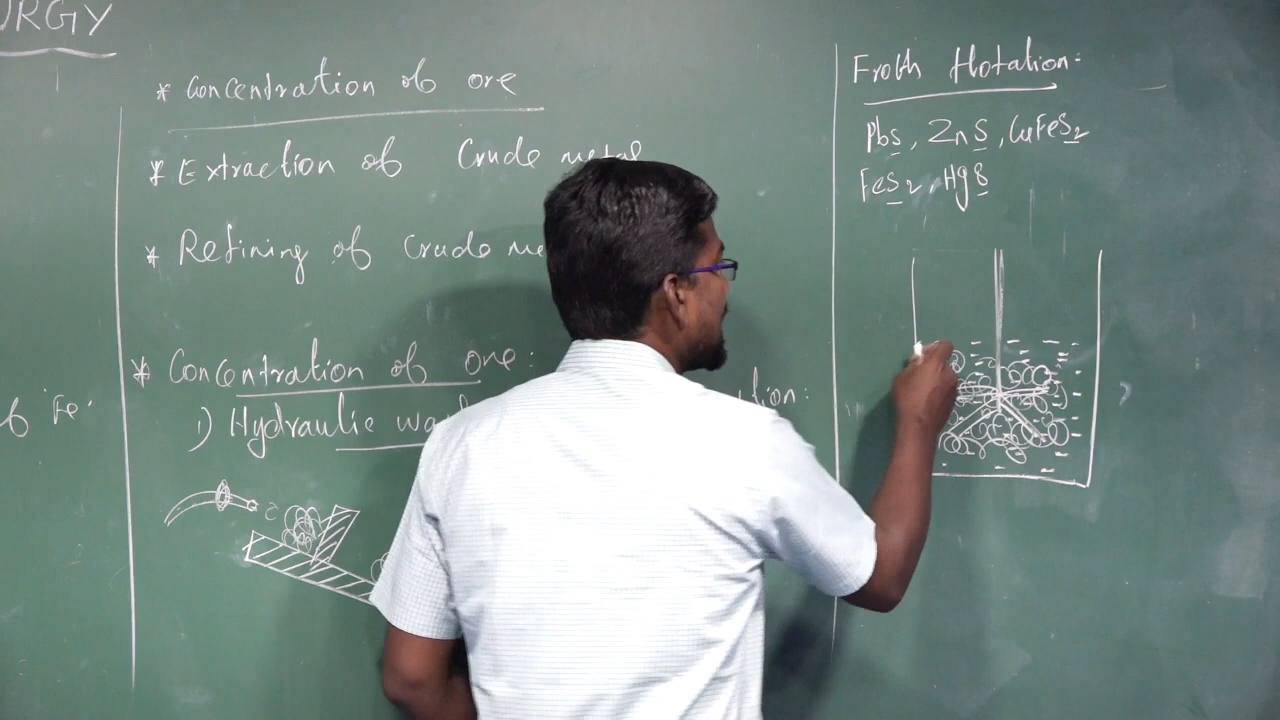 URGY
* Concentration of ore
* Extraction of Crude metal
* Refining of Crude me
* Concentration of ore:
1) Hydraulic wa
tion:
of 'Fe'
Froth flotation:
PbS, ZnS, CuFeS2
FeS2, HgS